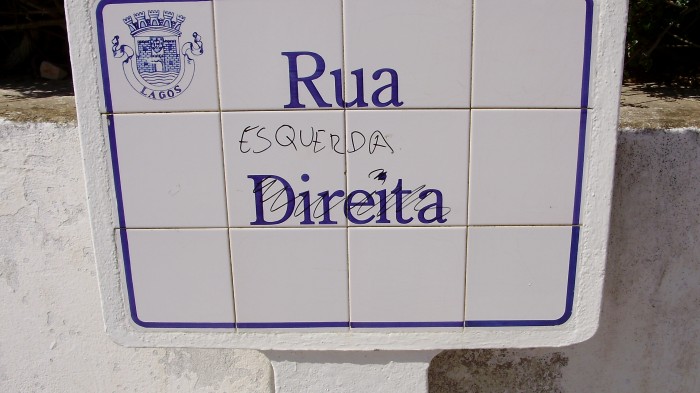 LAGOS
Rua
ESQUERDA
Direita